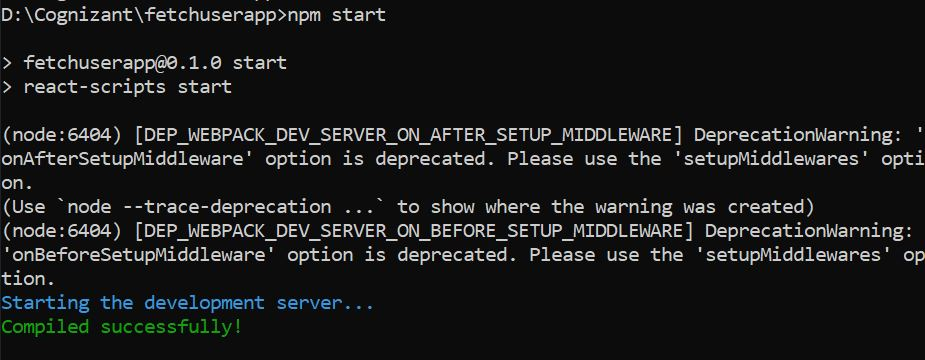 D:\Cognizant\fetchuserapp>npm start
> fetchuserapp@0.1.0 start
> react-scripts start
(node:6404) [DEP_WEBPACK_DEV_SERVER_ON_AFTER_SETUP_MIDDLEWARE] DeprecationWarning: '
onAfterSetupMiddleware' option is deprecated. Please use the 'setupMiddlewares' opti
on.
(Use `node --trace-deprecation ...` to show where the warning was created)
(node:6404) [DEP_WEBPACK_DEV_SERVER_ON_BEFORE_SETUP_MIDDLEWARE] DeprecationWarning:
'onBeforeSetupMiddleware' option is deprecated. Please use the 'setupMiddlewares' op
tion.
Starting the development server...
Compiled successfully!